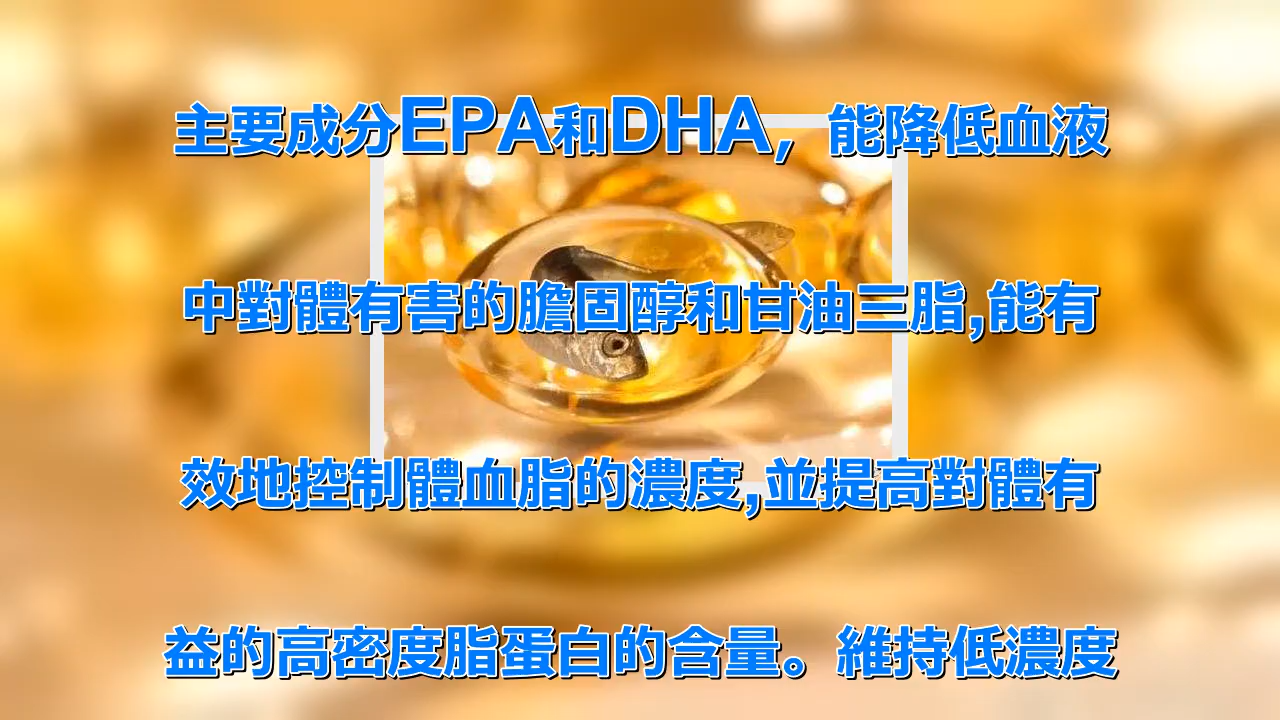 主要成分EPA和DHA，能降低血液
中對體有害的膽固醇和甘油三脂,能有
效地控制體血脂的濃度,並提高對體有
益的高密度脂蛋白的含量。維持低濃度